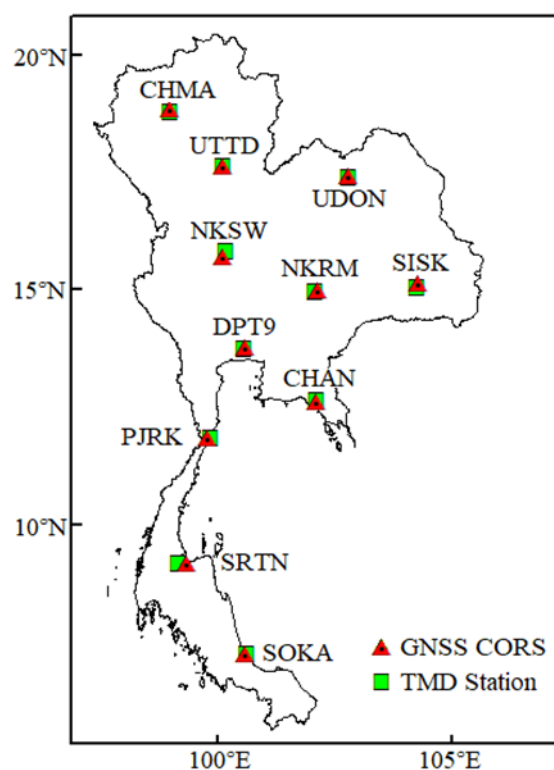 20°N
CHMA
UTTD
UDON
NKSW
NKRM
SISK
15°N
DPT9
CHAN
PJRK
10°N
SRTN
SOKA
GNSS CORS
TMD Station
100°E
105°E